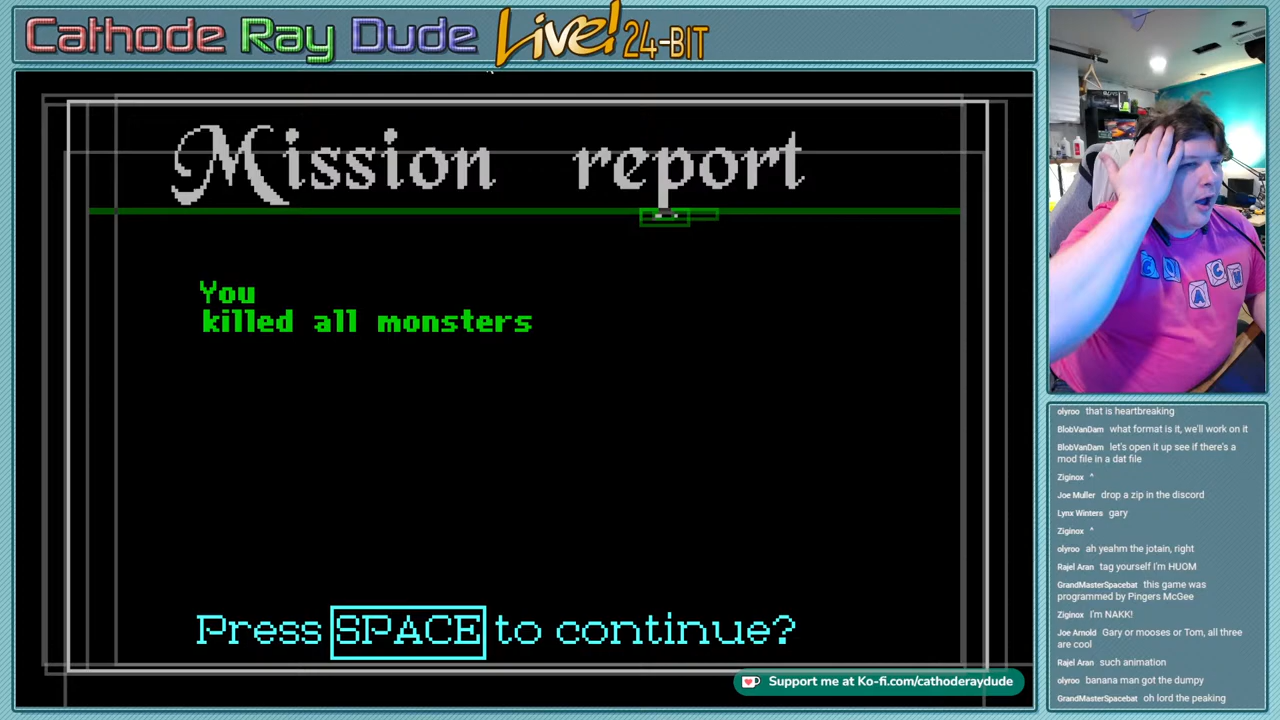 Cathode Ray Dude Live! 24-BIT
Mission report
You
killed all monsters
Press SPACE to continue?
Support me at Ko-fi.com/cathoderaydude
olyroo that is heartbreaking
BlobVanDam what format is it, we'll work on it
BlobVanDam let's open it up see if there's a
mod file in a dat file
Ziginox ^
Joe Muller drop a zip in the discord
Lynx Winters gary
Ziginox ^
olyroo ah yeahm the jotain, right
Rajel Aran tag yourself I'm HUOM
GrandMasterSpacebat this game was
programmed by Pingers McGee
Ziginox I'm NAKK!
Joe Arnold Gary or mooses or Tom, all three
are cool
Rajel Aran such animation
olyroo banana man got the dumpy
GrandMasterSpacebat oh lord the peaking